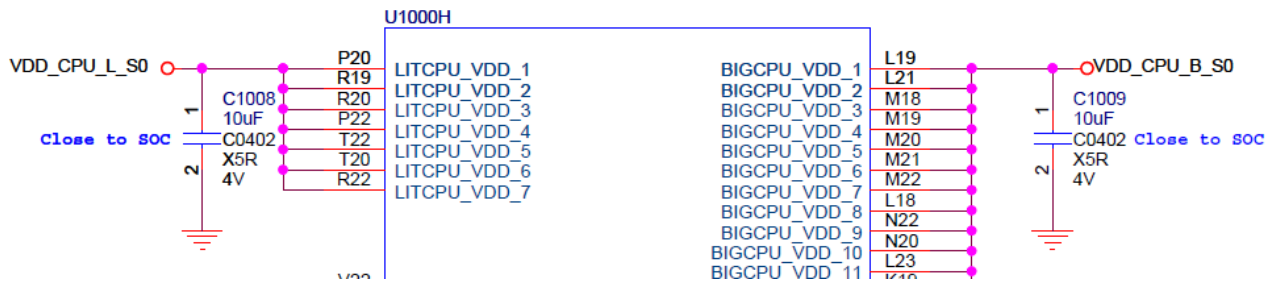 U1000H
VDD_CPU_L_S0
P20
R19
R20
P22
T22
T20
R22
LITCPU_VDD_1
LITCPU_VDD_2
LITCPU_VDD_3
LITCPU_VDD_4
LITCPU_VDD_5
LITCPU_VDD_6
LITCPU_VDD_7
1
2
C1008
10uF
C0402
X5R
4V
Close to SOC
BIGCPU_VDD_1
BIGCPU_VDD_2
BIGCPU_VDD_3
BIGCPU_VDD_4
BIGCPU_VDD_5
BIGCPU_VDD_6
BIGCPU_VDD_7
BIGCPU_VDD_8
BIGCPU_VDD_9
BIGCPU_VDD_10
BIGCPU_VDD_11
L19
L21
M18
M19
M20
M21
M22
L18
N22
N20
L23
VDD_CPU_B_S0
1
2
C1009
10uF
C0402
X5R
4V
Close to SOC